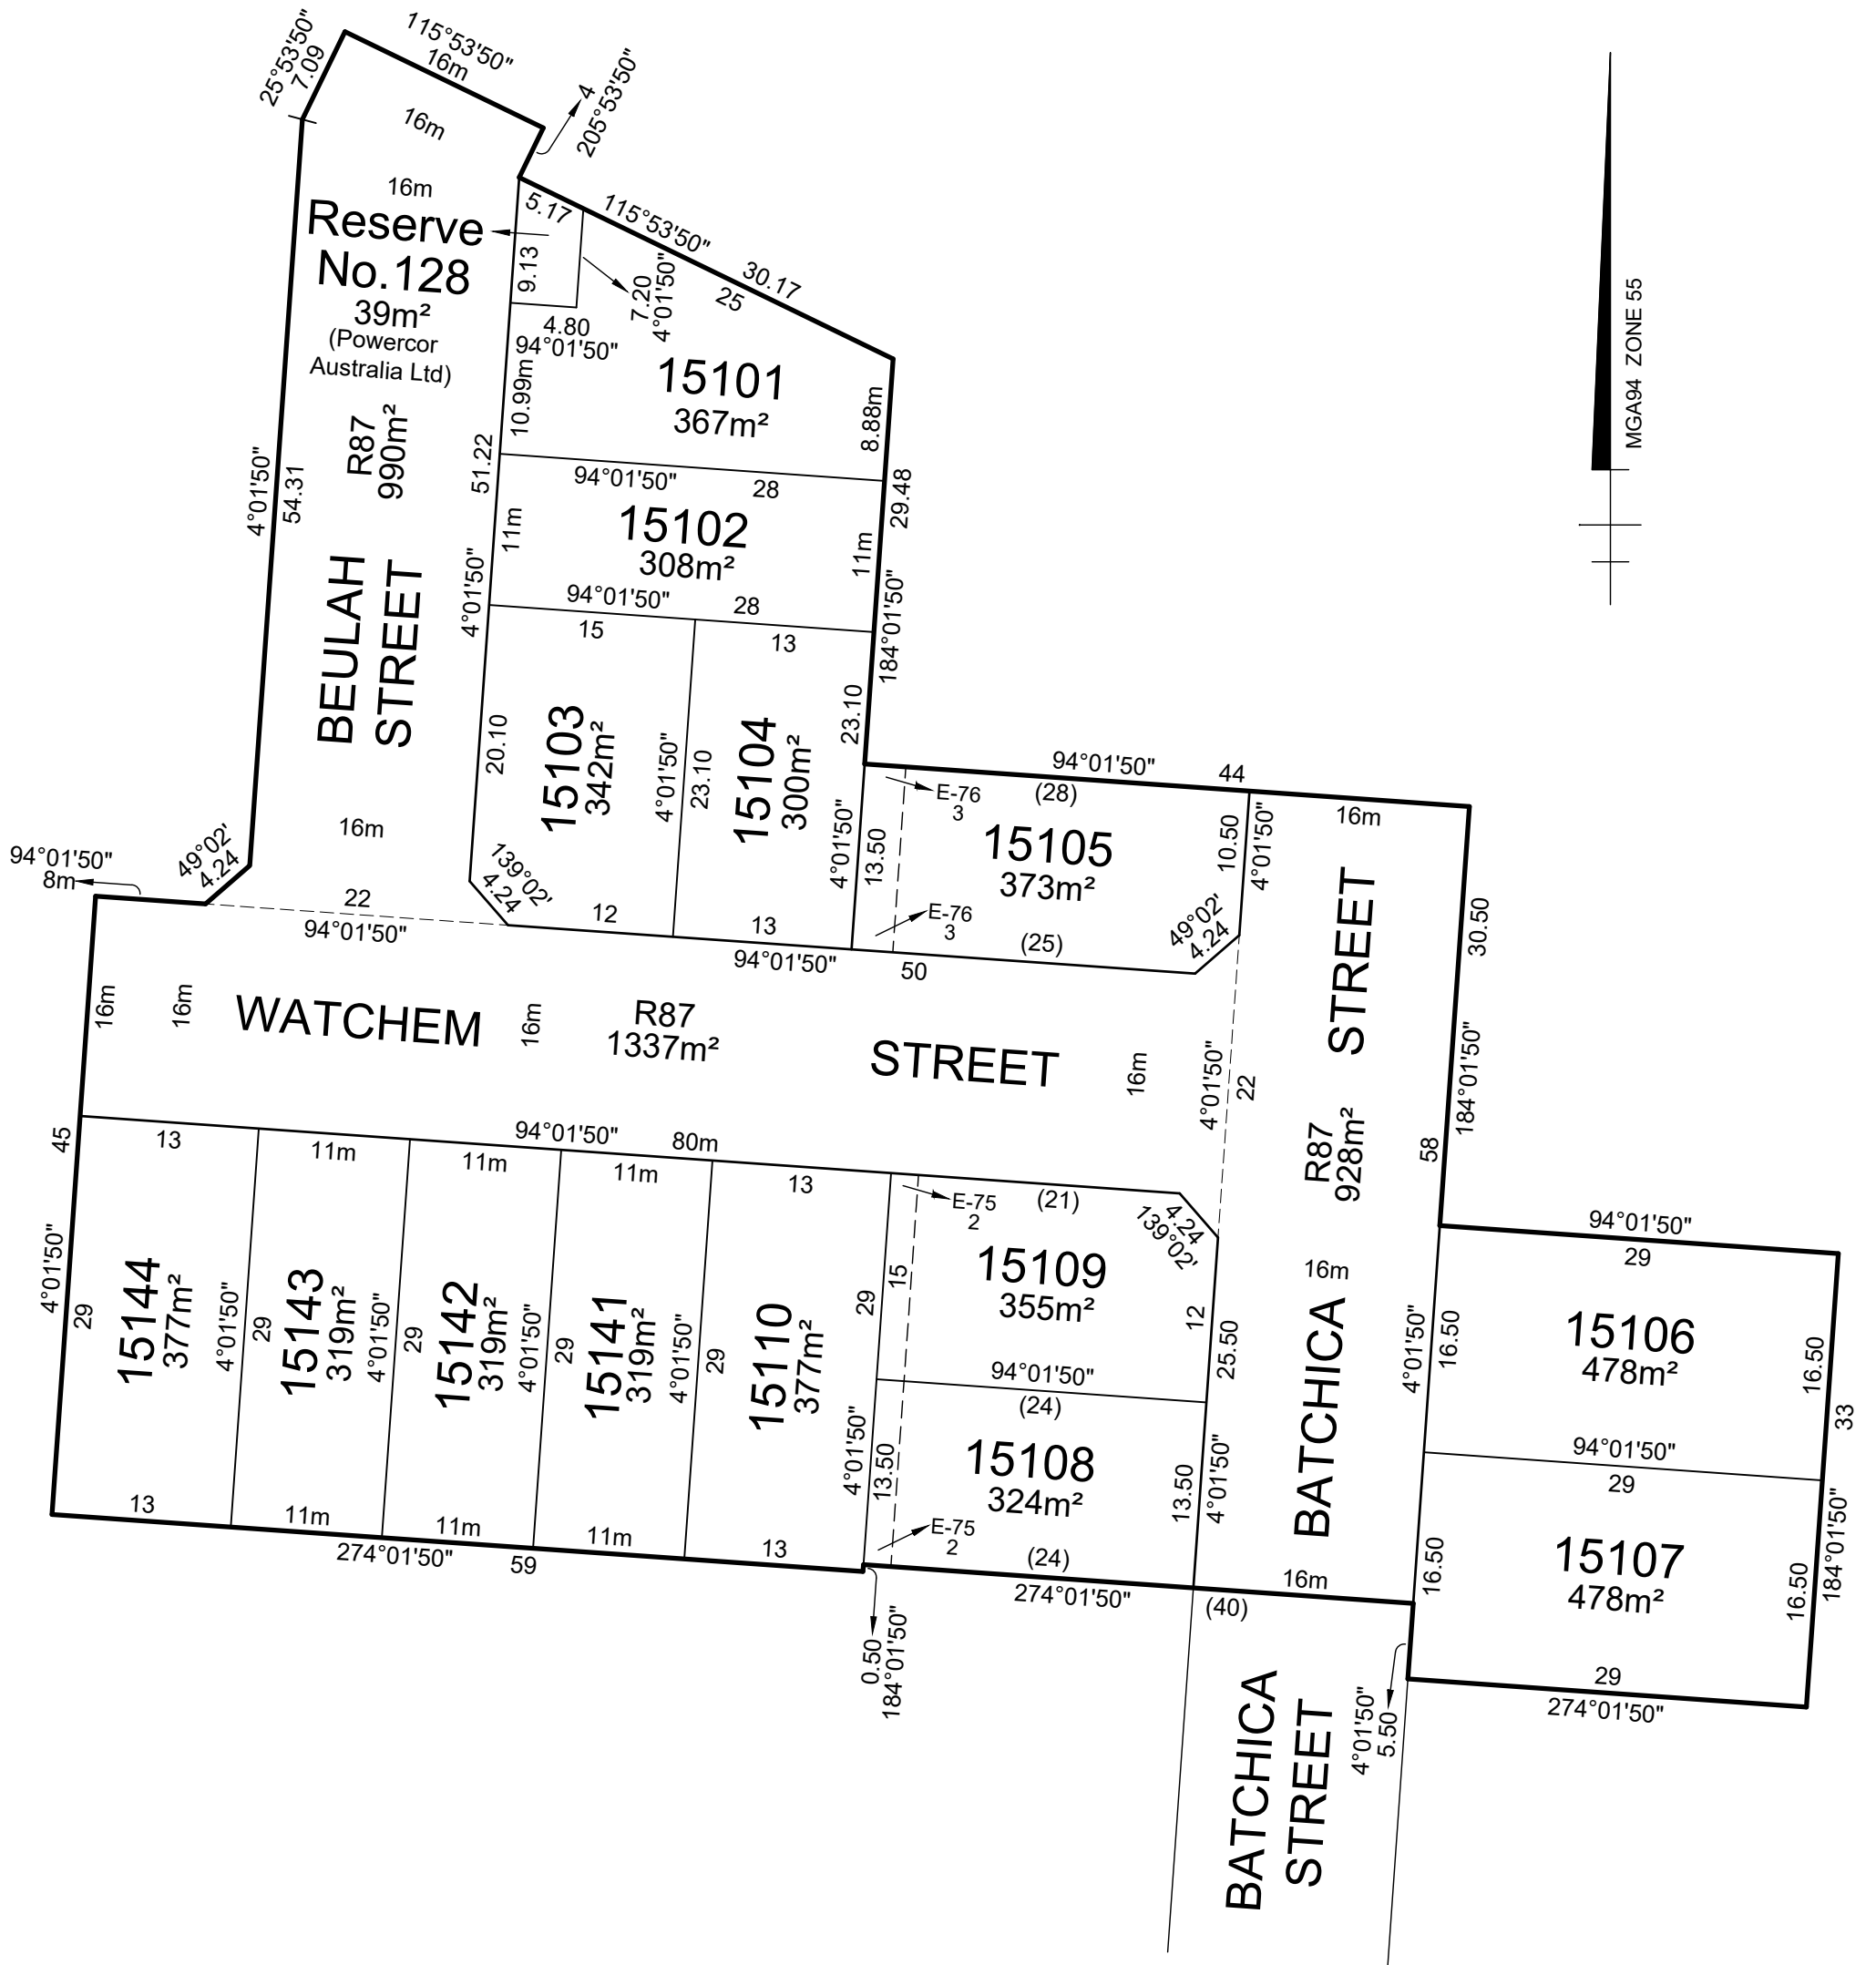 115°53'50"
16m
25°53'50"
7.09
4
205°53'50"
16m
16m
Reserve
No.128
39m²
(Powercor
Australia Ltd)
5.17
115°53'50"
30.17
25
9.13
7.20
4°01'50"
4.80
94°01'50"
10.99m
15101
367m²
8.88m
MGA94 ZONE 55
R87
990m²
51.22
4°01'50"
54.31
94°01'50"
28
29.48
11m
15102
308m²
11m
4°01'50"
94°01'50"
28
184°01'50"
15
13
BEULAH
STREET
20.10
15103
342m²
4°01'50"
23.10
15104
300m²
23.10
94°01'50"
44
E-76
3
(28)
16m
15105
373m²
4°01'50"
13.50
10.50
4°01'50"
16m
94°01'50"
8m
49°02'
4.24
139°02'
4.24
22
94°01'50"
12
13
E-76
3
(25)
49°02'
4.24
94°01'50"
50
STREET
30.50
16m
16m
WATCHEM
16m
R87
1337m²
STREET
16m
4°01'50"
22
184°01'50"
58
R87
928m²
45
13
11m
94°01'50"
80m
11m
11m
13
E-75
2
(21)
4.24
139°02'
94°01'50"
29
4°01'50"
29
15144
377m²
4°01'50"
29
15143
319m²
4°01'50"
29
15142
319m²
4°01'50"
29
15141
319m²
4°01'50"
29
15110
377m²
29
15
15109
355m²
12
25.50
16m
BATCHICA
4°01'50"
16.50
15106
478m²
16.50
33
94°01'50"
(24)
94°01'50"
29
4°01'50"
13.50
15108
324m²
13.50
4°01'50"
15107
478m²
16.50
16.50
184°01'50"
13
11m
11m
11m
13
E-75
2
(24)
16m
274°01'50"
59
274°01'50"
(40)
0.50
184°01'50"
4°01'50"
5.50
29
274°01'50"
BATCHICA
STREET